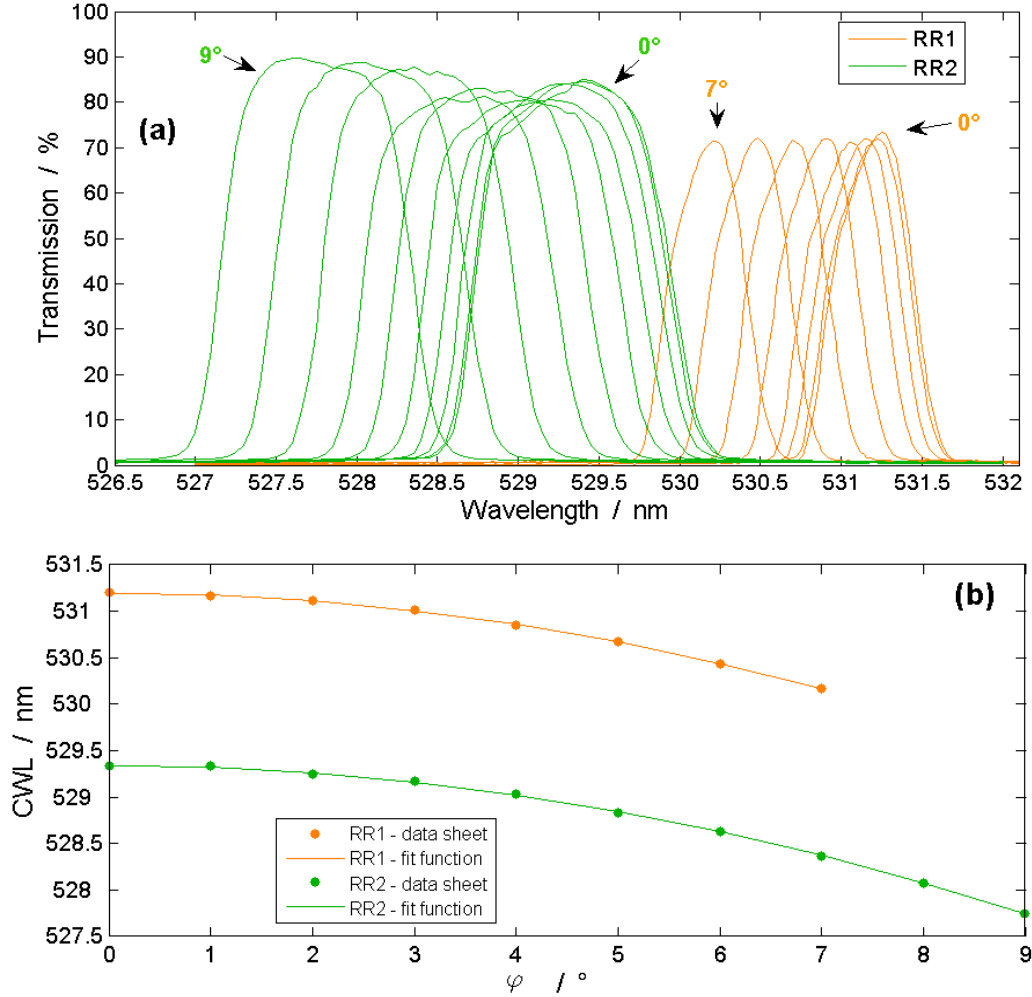 100
90
80
70
60
50
40
30
20
10
0
Transmission / %
(a)
9°
0°
7°
0°
RR1
RR2
526.5 527 527.5 528 528.5 529 529.5 530 530.5 531 531.5 532
Wavelength / nm
531.5
531
530.5
530
529.5
529
528.5
528
527.5
CWL / nm
(b)
RR1 - data sheet
RR1 - fit function
RR2 - data sheet
RR2 - fit function
0 1 2 3 4 5 6 7 8 9
φ / °